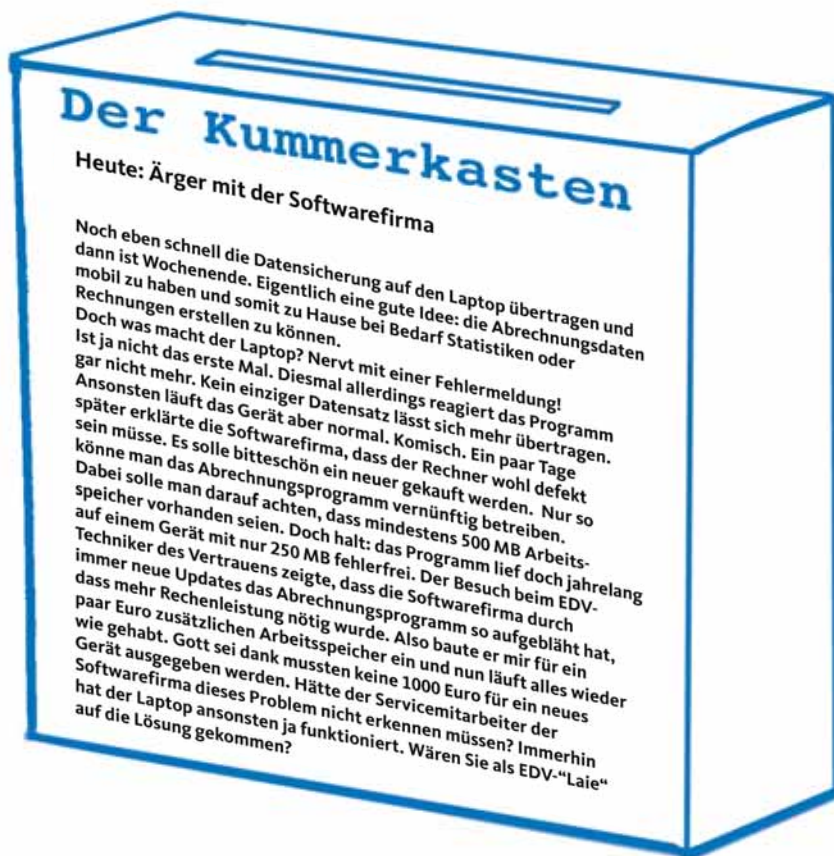 Der Kummerkasten
Heute: Ärger mit der Softwarefirma
Noch eben schnell die Datensicherung auf den Laptop übertragen und
dann ist Wochenende. Eigentlich eine gute Idee: die Abrechnungsdaten
mobil zu haben und somit zu Hause bei Bedarf Statistiken oder
Rechnungen erstellen zu können.
Doch was macht der Laptop? Nervt mit einer Fehlermeldung!
Ist ja nicht das erste Mal. Diesmal allerdings reagiert das Programm
gar nicht mehr. Kein einziger Datensatz lässt sich mehr übertragen.
Ansonsten läuft das Gerät aber normal. Komisch. Ein paar Tage
später erklärte die Softwarefirma, dass der Rechner wohl defekt
sein müsse. Es solle bitteschön ein neuer gekauft werden. Nur so
könne man das Abrechnungsprogramm vernünftig betreiben.
Dabei solle man darauf achten, dass mindestens 500 MB Arbeits-
speicher vorhanden seien. Doch halt: das Programm lief doch jahrelang
auf einem Gerät mit nur 250 MB fehlerfrei. Der Besuch beim EDV-
Techniker des Vertrauens zeigte, dass die Softwarefirma durch
immer neue Updates das Abrechnungsprogramm so aufgebläht hat,
dass mehr Rechenleistung nötig wurde. Also baute er mir für ein
paar Euro zusätzlichen Arbeitsspeicher ein und nun läuft alles wieder
wie gehabt. Gott sei dank mussten keine 1000 Euro für ein neues
Gerät ausgegeben werden. Hätte der Servicemitarbeiter der
Softwarefirma dieses Problem nicht erkennen müssen? Immerhin
hat der Laptop ansonsten ja funktioniert. Wären Sie als EDV-“Laie“
auf die Lösung gekommen?